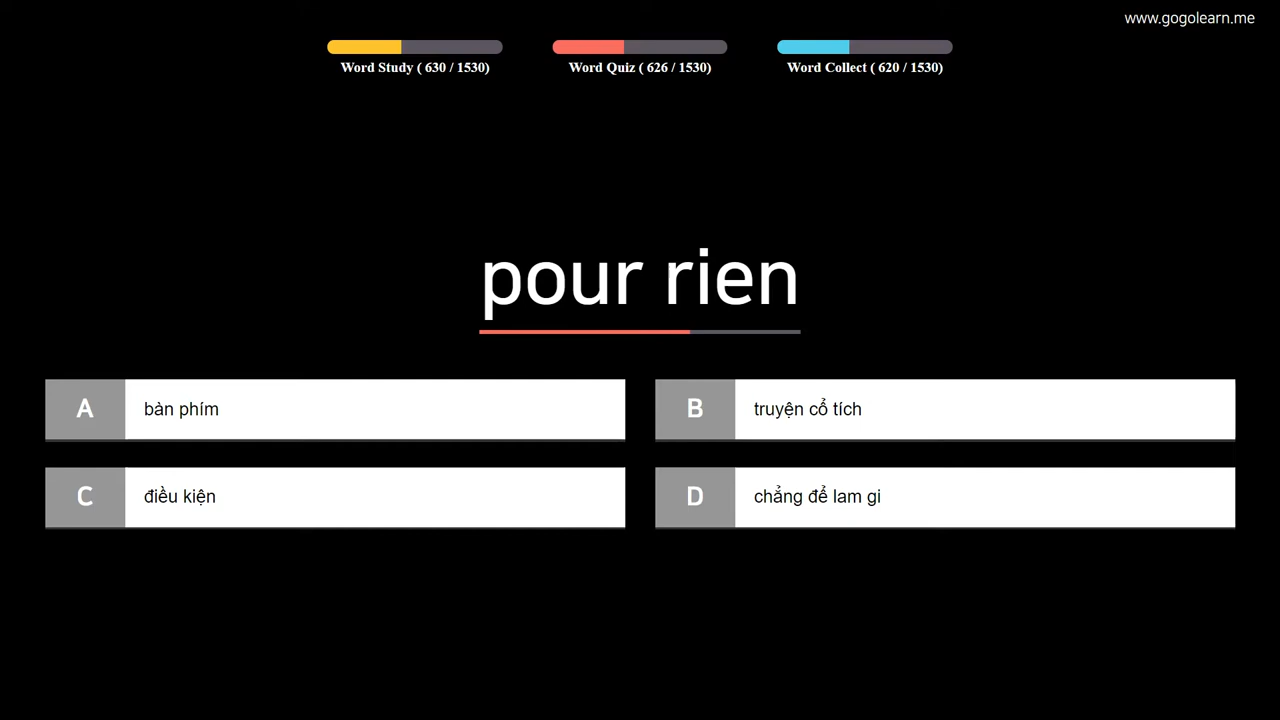 www.gogolearn.me
Word Study ( 630 / 1530)
Word Quiz ( 626 / 1530)
Word Collect ( 620 / 1530)
pour rien
A bàn phím
B truyện cổ tích
C điều kiện
D chẳng để lam gi